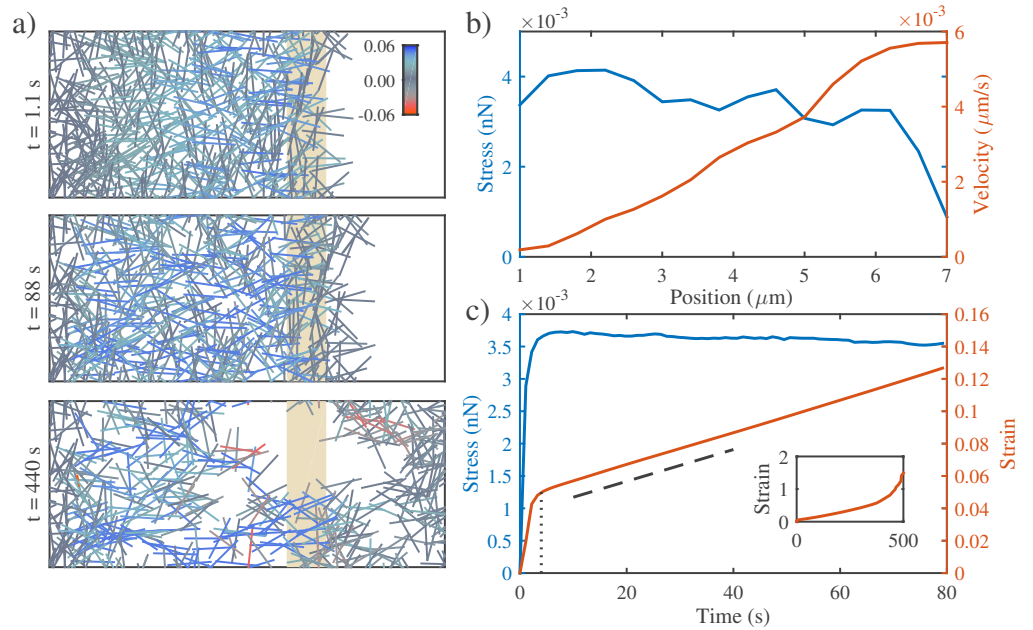 a)
t = 1.1 s
0.06
0.00
-0.06
t = 88 s
t = 440 s
b)
×10⁻³
×10⁻³
Stress (nN)
4
2
0
6
4
2
0
Velocity (μm/s)
1 2 3 4 5 6 7
Position (μm)
c)
×10⁻³
Stress (nN)
4
3.5
3
2.5
2
1.5
1
0.5
0
0.16
0.14
0.12
0.10
0.08
0.06
0.04
0.02
0
Strain
Strain
2
1
0
0 500
0 20 40 60 80
Time (s)